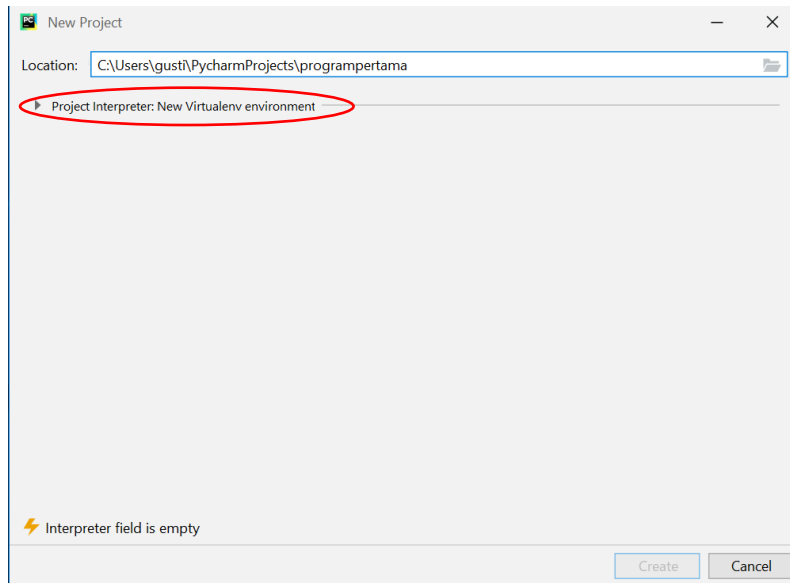 PC New Project
Location: C:\Users\gusti\PycharmProjects\programpertama
Project Interpreter: New Virtualenv environment
Interpreter field is empty
Create Cancel